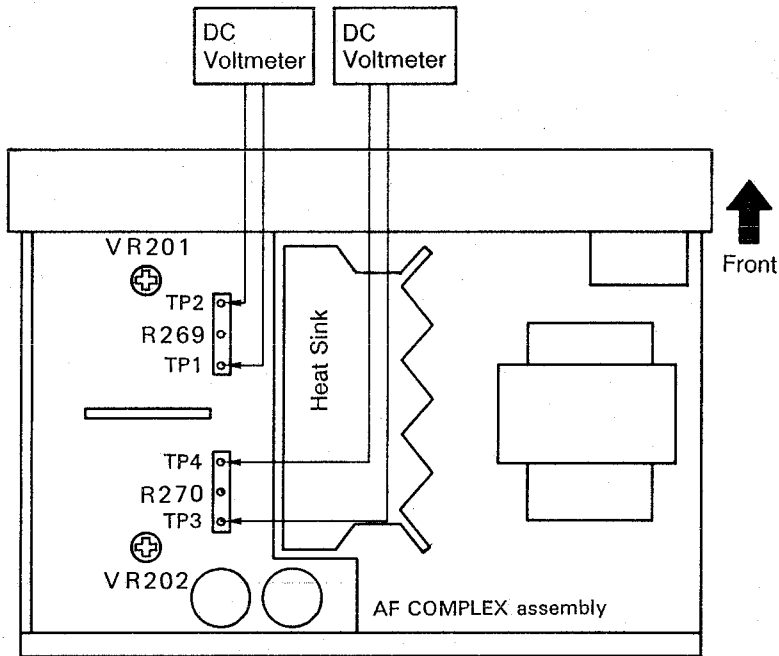 DC
Voltmeter
DC
Voltmeter
Front
VR201
TP2
R269
TP1
Heat Sink
TP4
R270
TP3
VR202
AF COMPLEX assembly